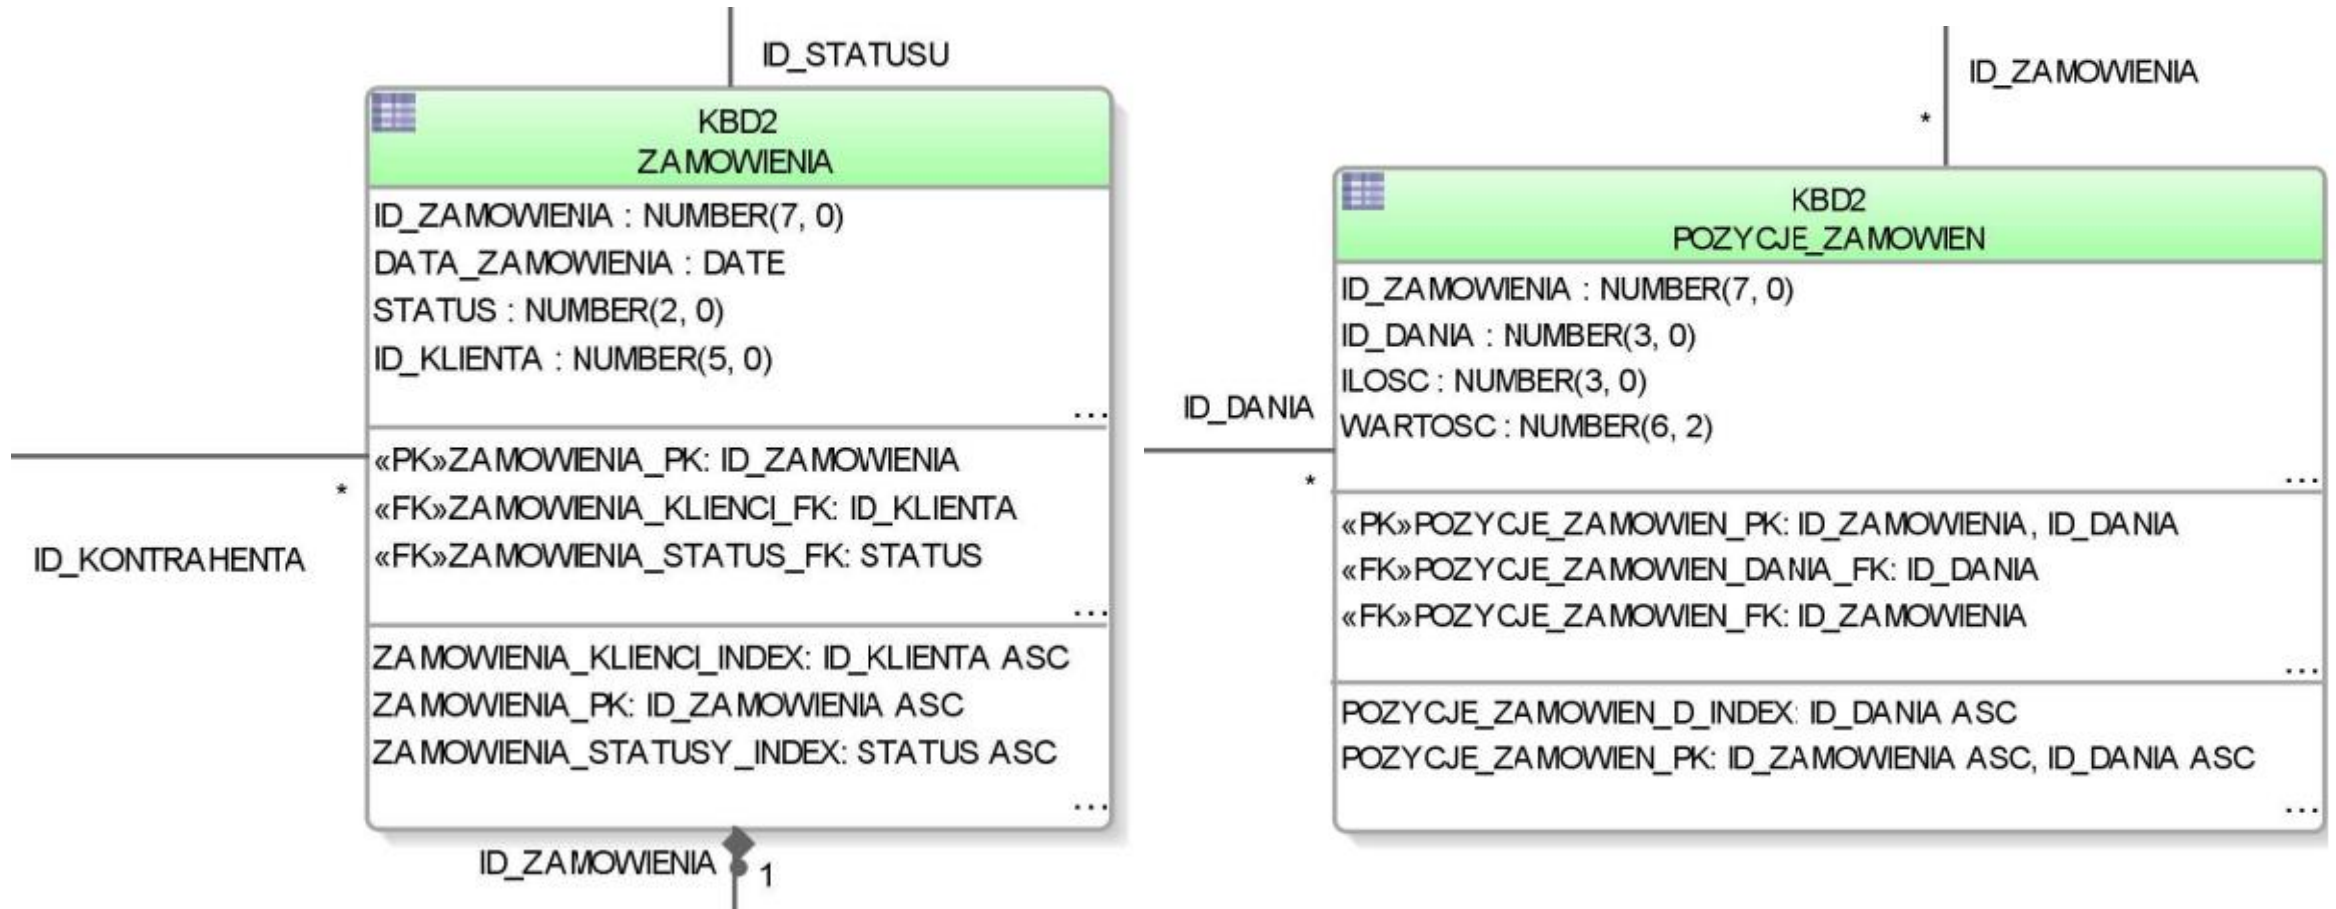 ID_STATUSU
KBD2
ZAMOWIENIA
ID_ZAMOWIENIA : NUMBER(7, 0)
DATA_ZAMOWIENIA : DATE
STATUS : NUMBER(2, 0)
ID_KLIENTA : NUMBER(5, 0)
...
«PK»ZAMOWIENIA_PK: ID_ZAMOWIENIA
«FK»ZAMOWIENIA_KLIENCI_FK: ID_KLIENTA
«FK»ZAMOWIENIA_STATUS_FK: STATUS
...
ZAMOWIENIA_KLIENCI_INDEX: ID_KLIENTA ASC
ZAMOWIENIA_PK: ID_ZAMOWIENIA ASC
ZAMOWIENIA_STATUSY_INDEX: STATUS ASC
...
*
ID_KONTRAHENTA
ID_ZAMOWIENIA
1
ID_ZAMOWIENIA
*
KBD2
POZYCJE_ZAMOWIEN
ID_ZAMOWIENIA : NUMBER(7, 0)
ID_DANIA : NUMBER(3, 0)
ILOSC : NUMBER(3, 0)
WARTOSC : NUMBER(6, 2)
...
ID_DANIA
*
«PK»POZYCJE_ZAMOWIEN_PK: ID_ZAMOWIENIA, ID_DANIA
«FK»POZYCJE_ZAMOWIEN_DANIA_FK: ID_DANIA
«FK»POZYCJE_ZAMOWIEN_FK: ID_ZAMOWIENIA
...
POZYCJE_ZAMOWIEN_D_INDEX: ID_DANIA ASC
POZYCJE_ZAMOWIEN_PK: ID_ZAMOWIENIA ASC, ID_DANIA ASC
...